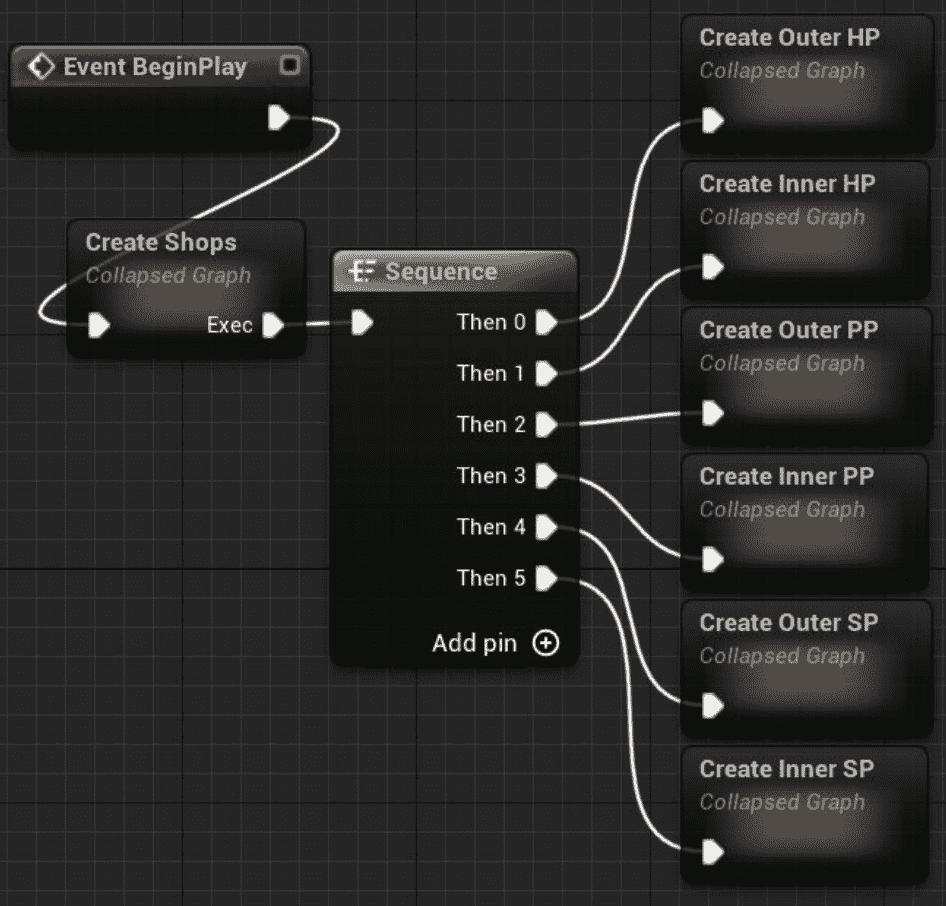 Event BeginPlay
Create Shops
Collapsed Graph
Exec
Sequence
Then 0
Then 1
Then 2
Then 3
Then 4
Then 5
Add pin
Create Outer HP
Collapsed Graph
Create Inner HP
Collapsed Graph
Create Outer PP
Collapsed Graph
Create Inner PP
Collapsed Graph
Create Outer SP
Collapsed Graph
Create Inner SP
Collapsed Graph